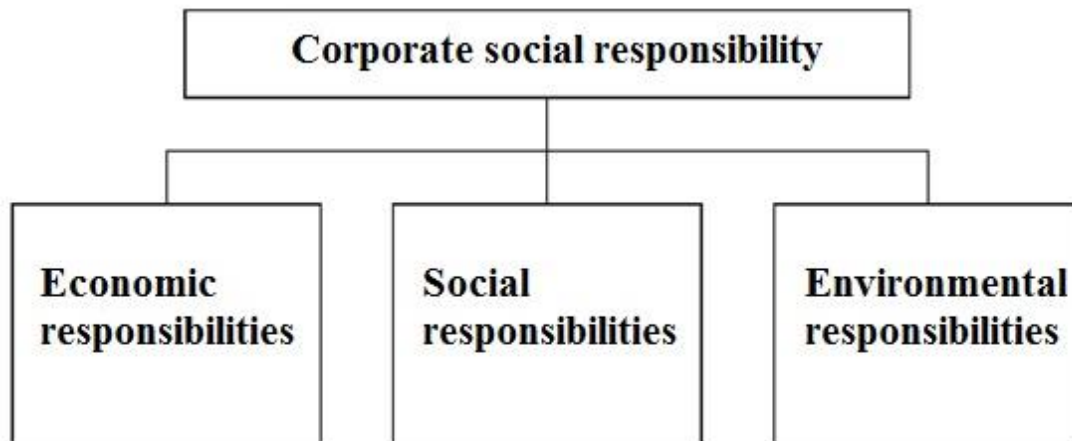 Corporate social responsibility
Economic
responsibilities
Social
responsibilities
Environmental
responsibilities